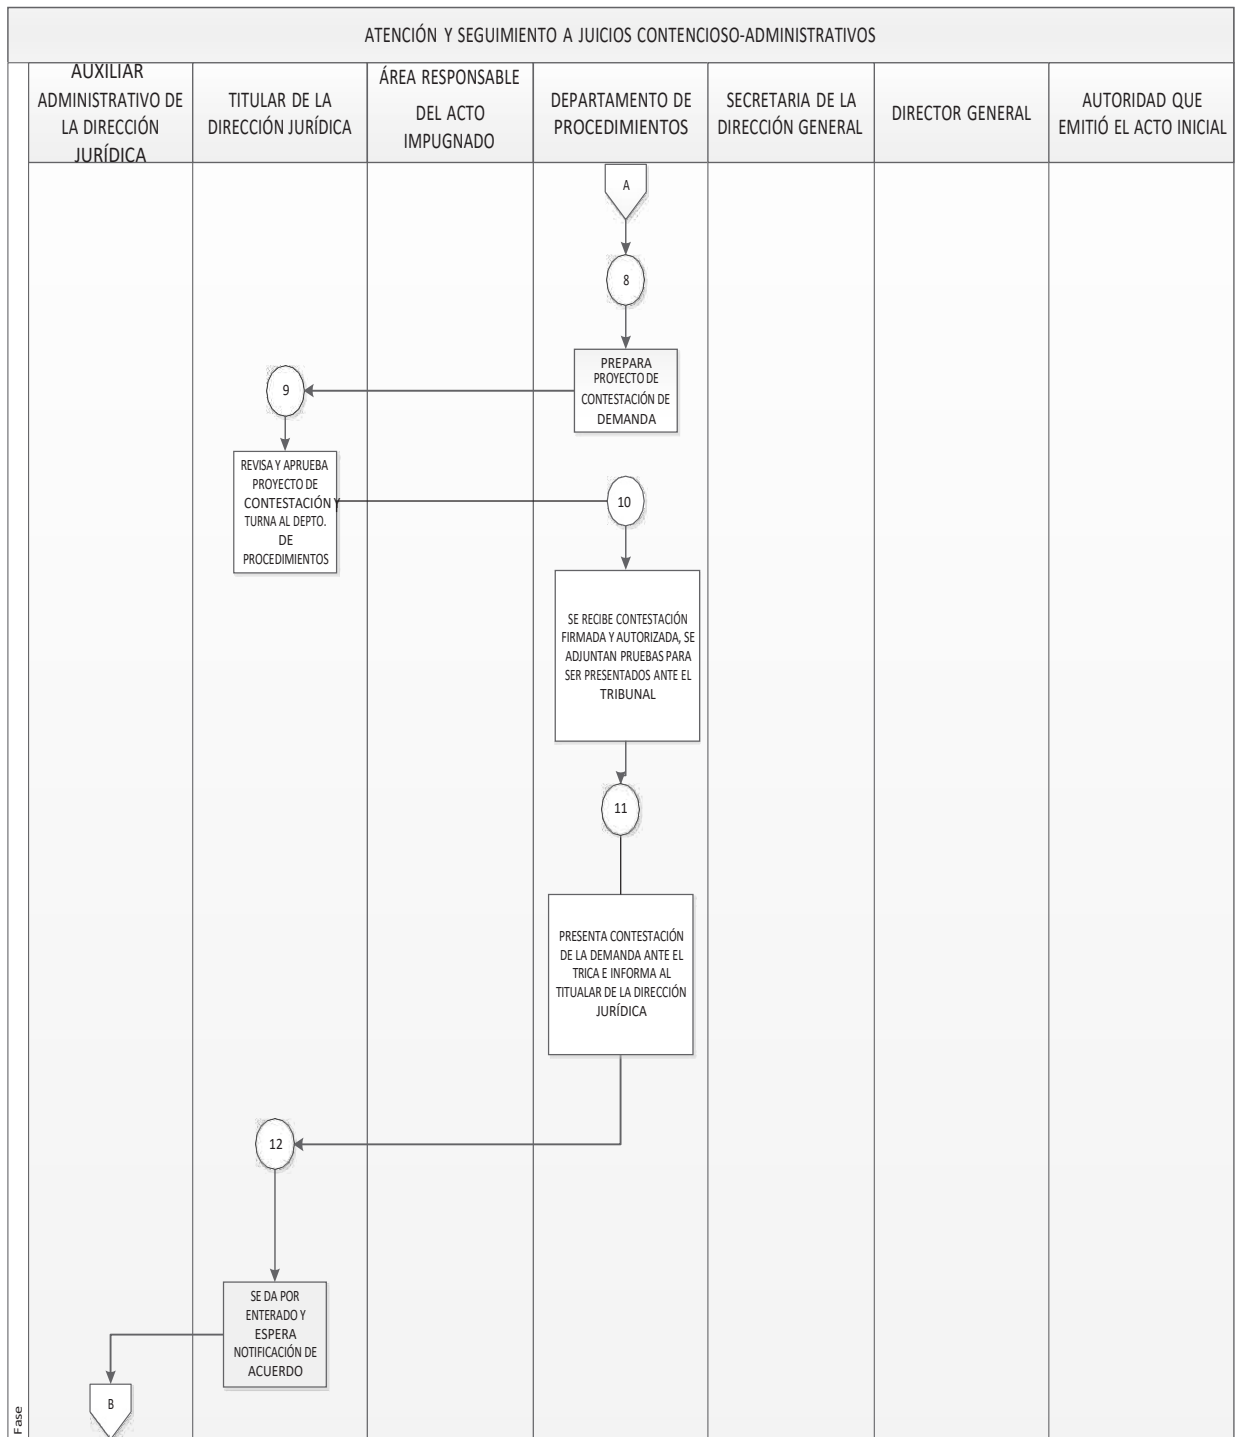 ATENCIÓN Y SEGUIMIENTO A JUICIOS CONTENCIOSO-ADMINISTRATIVOS
AUXILIAR
ADMINISTRATIVO DE
LA DIRECCIÓN
JURÍDICA
TITULAR DE LA
DIRECCIÓN JURÍDICA
ÁREA RESPONSABLE
DEL ACTO
IMPUGNADO
DEPARTAMENTO DE
PROCEDIMIENTOS
SECRETARIA DE LA
DIRECCIÓN GENERAL
DIRECTOR GENERAL
AUTORIDAD QUE
EMITIÓ EL ACTO INICIAL
A
8
PREPARA
PROYECTO DE
CONTESTACIÓN DE
DEMANDA
9
REVISA Y APRUEBA
PROYECTO DE
CONTESTACIÓN Y
TURNA AL DEPTO.
DE
PROCEDIMIENTOS
10
SE RECIBE CONTESTACIÓN
FIRMADA Y AUTORIZADA, SE
ADJUNTAN PRUEBAS PARA
SER PRESENTADOS ANTE EL
TRIBUNAL
11
PRESENTA CONTESTACIÓN
DE LA DEMANDA ANTE EL
TRICA E INFORMA AL
TITUALAR DE LA DIRECCIÓN
JURÍDICA
12
SE DA POR
ENTERADO Y
ESPERA
NOTIFICACIÓN DE
ACUERDO
B
Fase